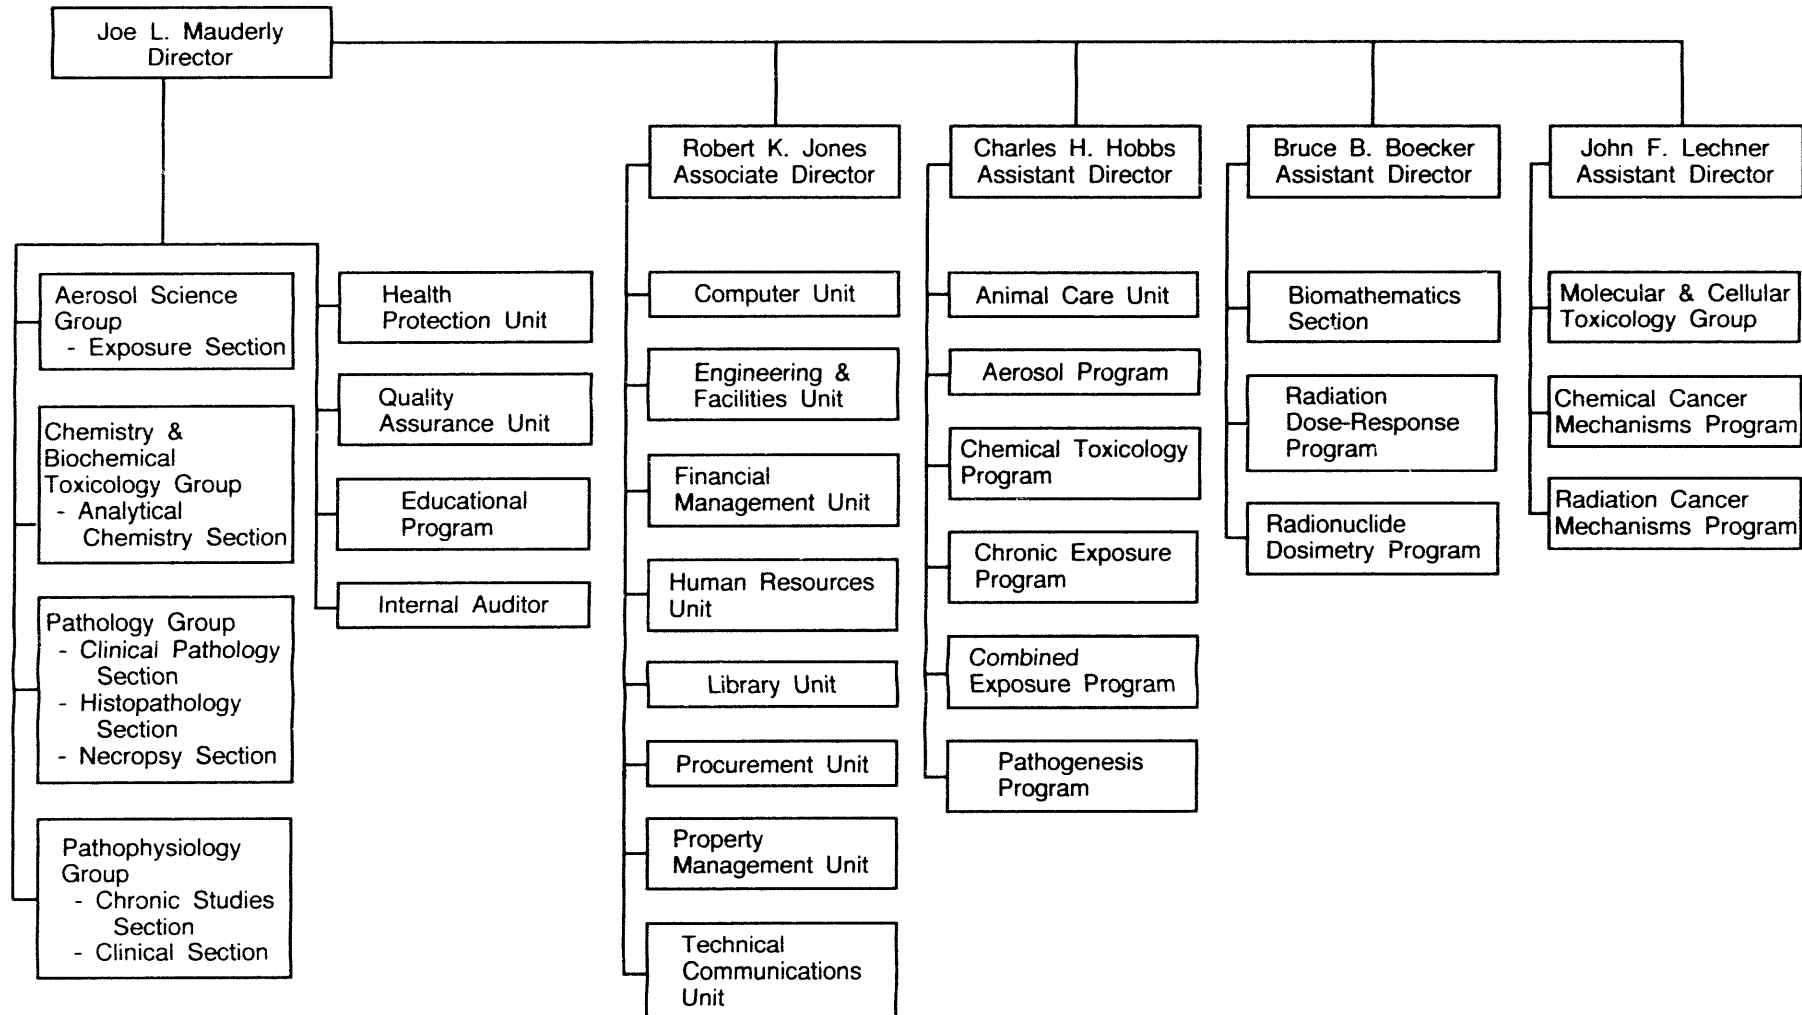 Joe L. Mauderly
Director
Robert K. Jones
Associate Director
Charles H. Hobbs
Assistant Director
Bruce B. Boecker
Assistant Director
John F. Lechner
Assistant Director
Aerosol Science
Group
- Exposure Section
Chemistry &
Biochemical
Toxicology Group
- Analytical
Chemistry Section
Pathology Group
- Clinical Pathology
Section
- Histopathology
Section
- Necropsy Section
Pathophysiology
Group
- Chronic Studies
Section
- Clinical Section
Health
Protection Unit
Quality
Assurance Unit
Educational
Program
Internal Auditor
Computer Unit
Engineering &
Facilities Unit
Financial
Management Unit
Human Resources
Unit
Library Unit
Procurement Unit
Property
Management Unit
Technical
Communications
Unit
Animal Care Unit
Aerosol Program
Chemical Toxicology
Program
Chronic Exposure
Program
Combined
Exposure Program
Pathogenesis
Program
Biomathematics
Section
Radiation
Dose-Response
Program
Radionuclide
Dosimetry Program
Molecular & Cellular
Toxicology Group
Chemical Cancer
Mechanisms Program
Radiation Cancer
Mechanisms Program